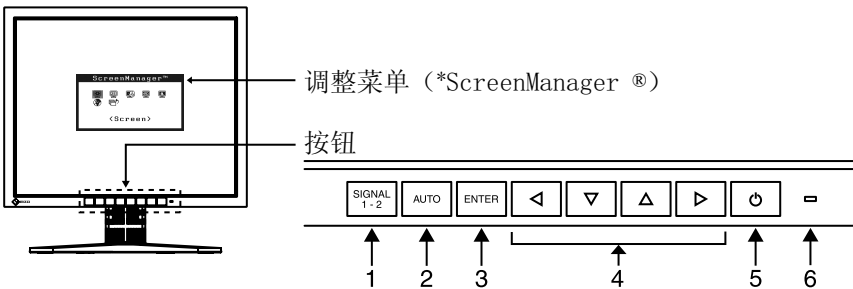 ScreenManager™
<Screen>
调整菜单（*ScreenManager ®）
按钮
SIGNAL
1 - 2
AUTO
ENTER
1 2 3 4 5 6